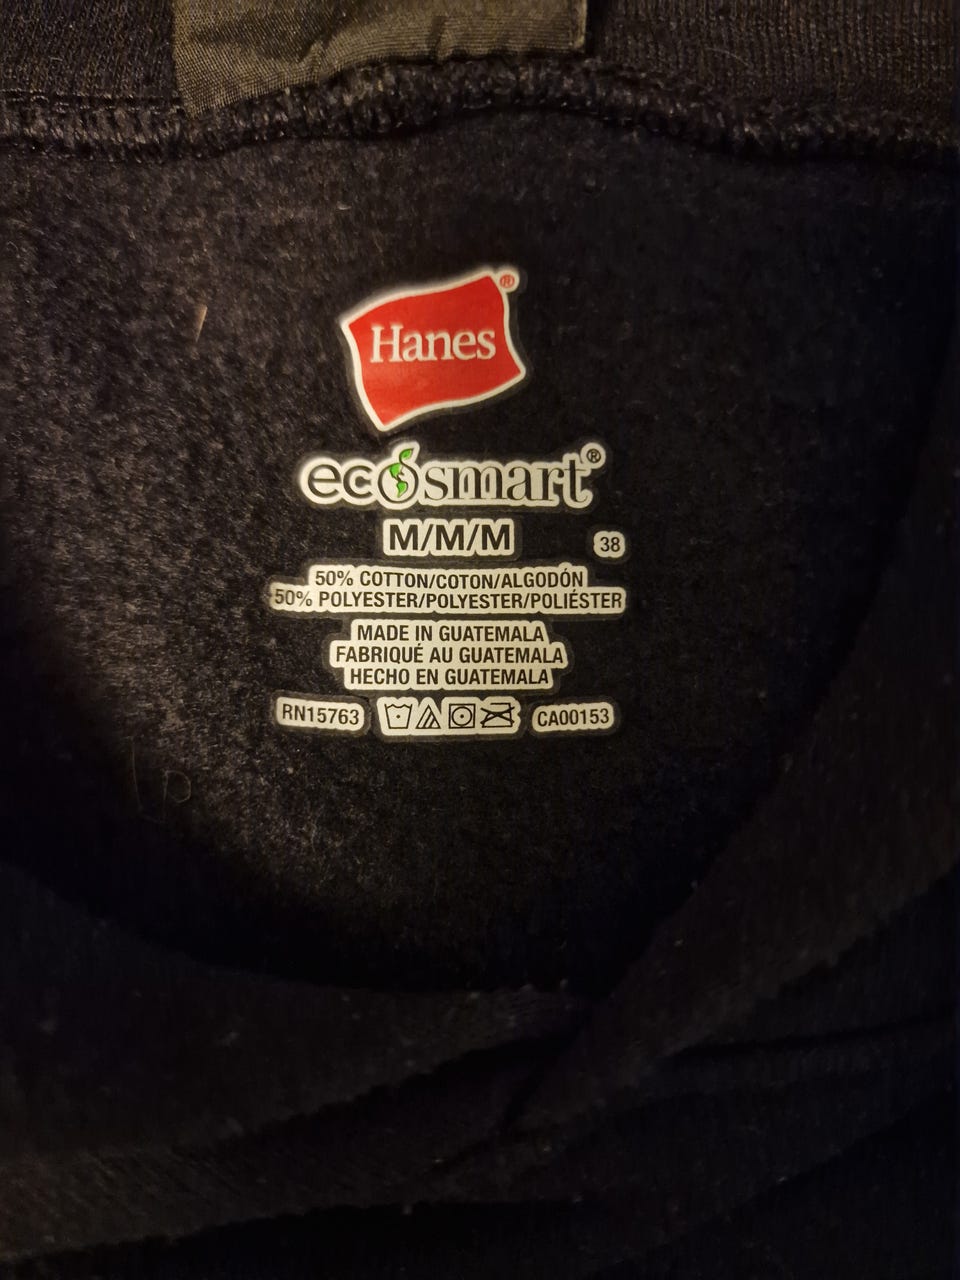 Hanes®
ecosmart®
M/M/M
38
50% COTTON/COTON/ALGODÓN
50% POLYESTER/POLYESTER/POLIÉSTER
MADE IN GUATEMALA
FABRIQUÉ AU GUATEMALA
HECHO EN GUATEMALA
RN15763
CA00153